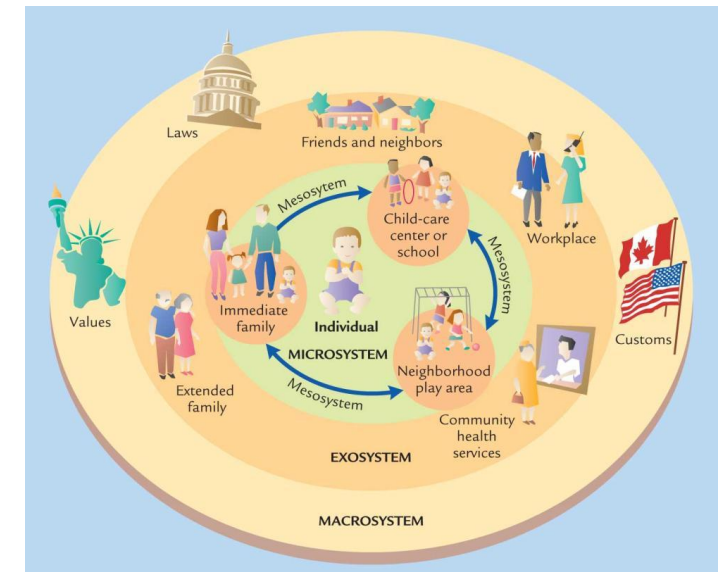 Laws
Friends and neighbors
Mesosytem
Child-care
center or
school
Workplace
Mesosystem
Values
Immediate
family
Individual
MICROSYSTEM
Customs
Neighborhood
play area
Mesosystem
Extended
family
Community
health
services
EXOSYSTEM
MACROSYSTEM